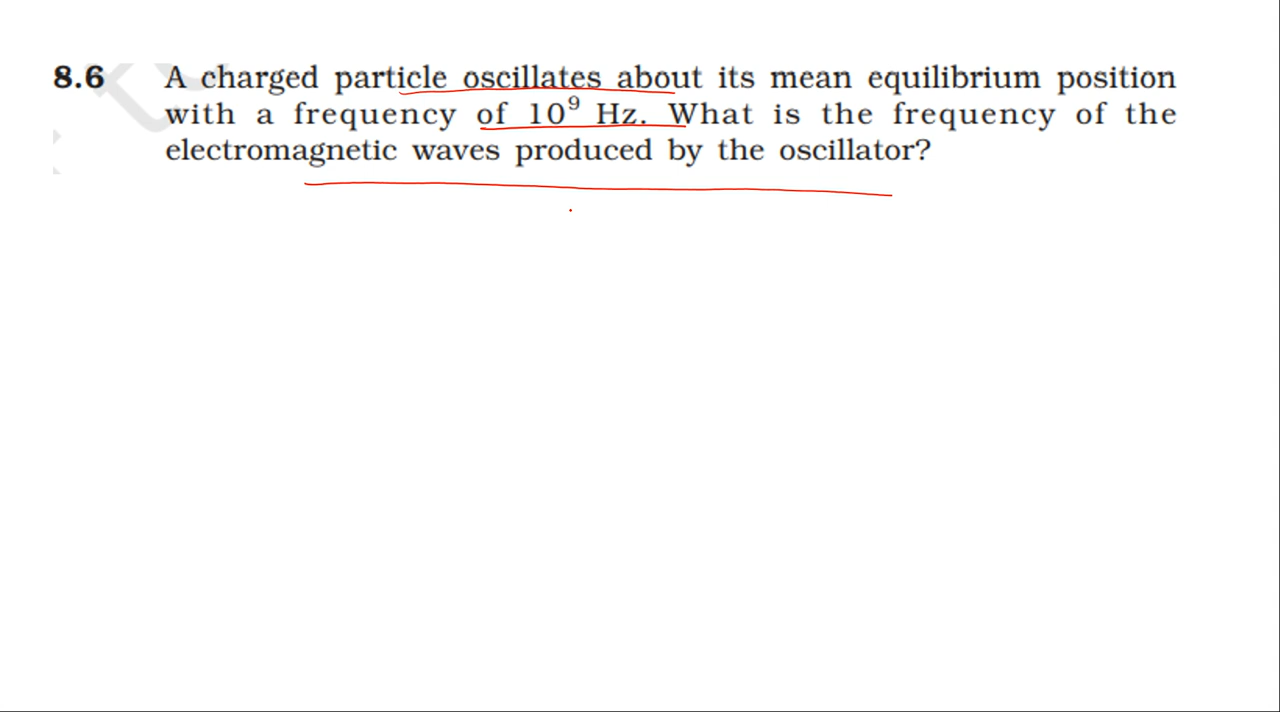 8.6 A charged particle oscillates about its mean equilibrium position
with a frequency of 10⁹ Hz. What is the frequency of the
electromagnetic waves produced by the oscillator?